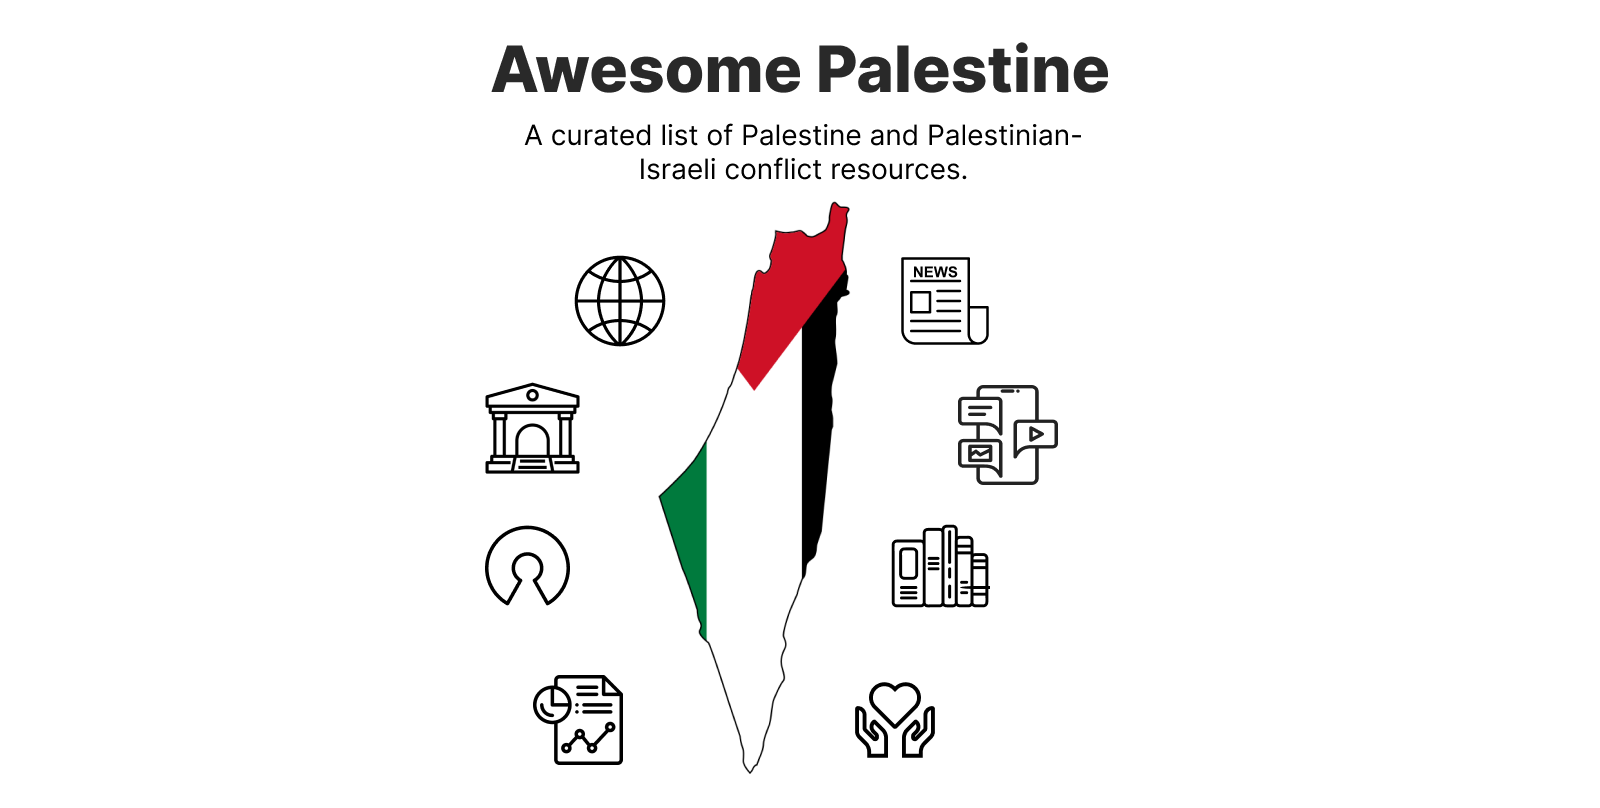 Awesome Palestine
A curated list of Palestine and Palestinian-
Israeli conflict resources.
NEWS